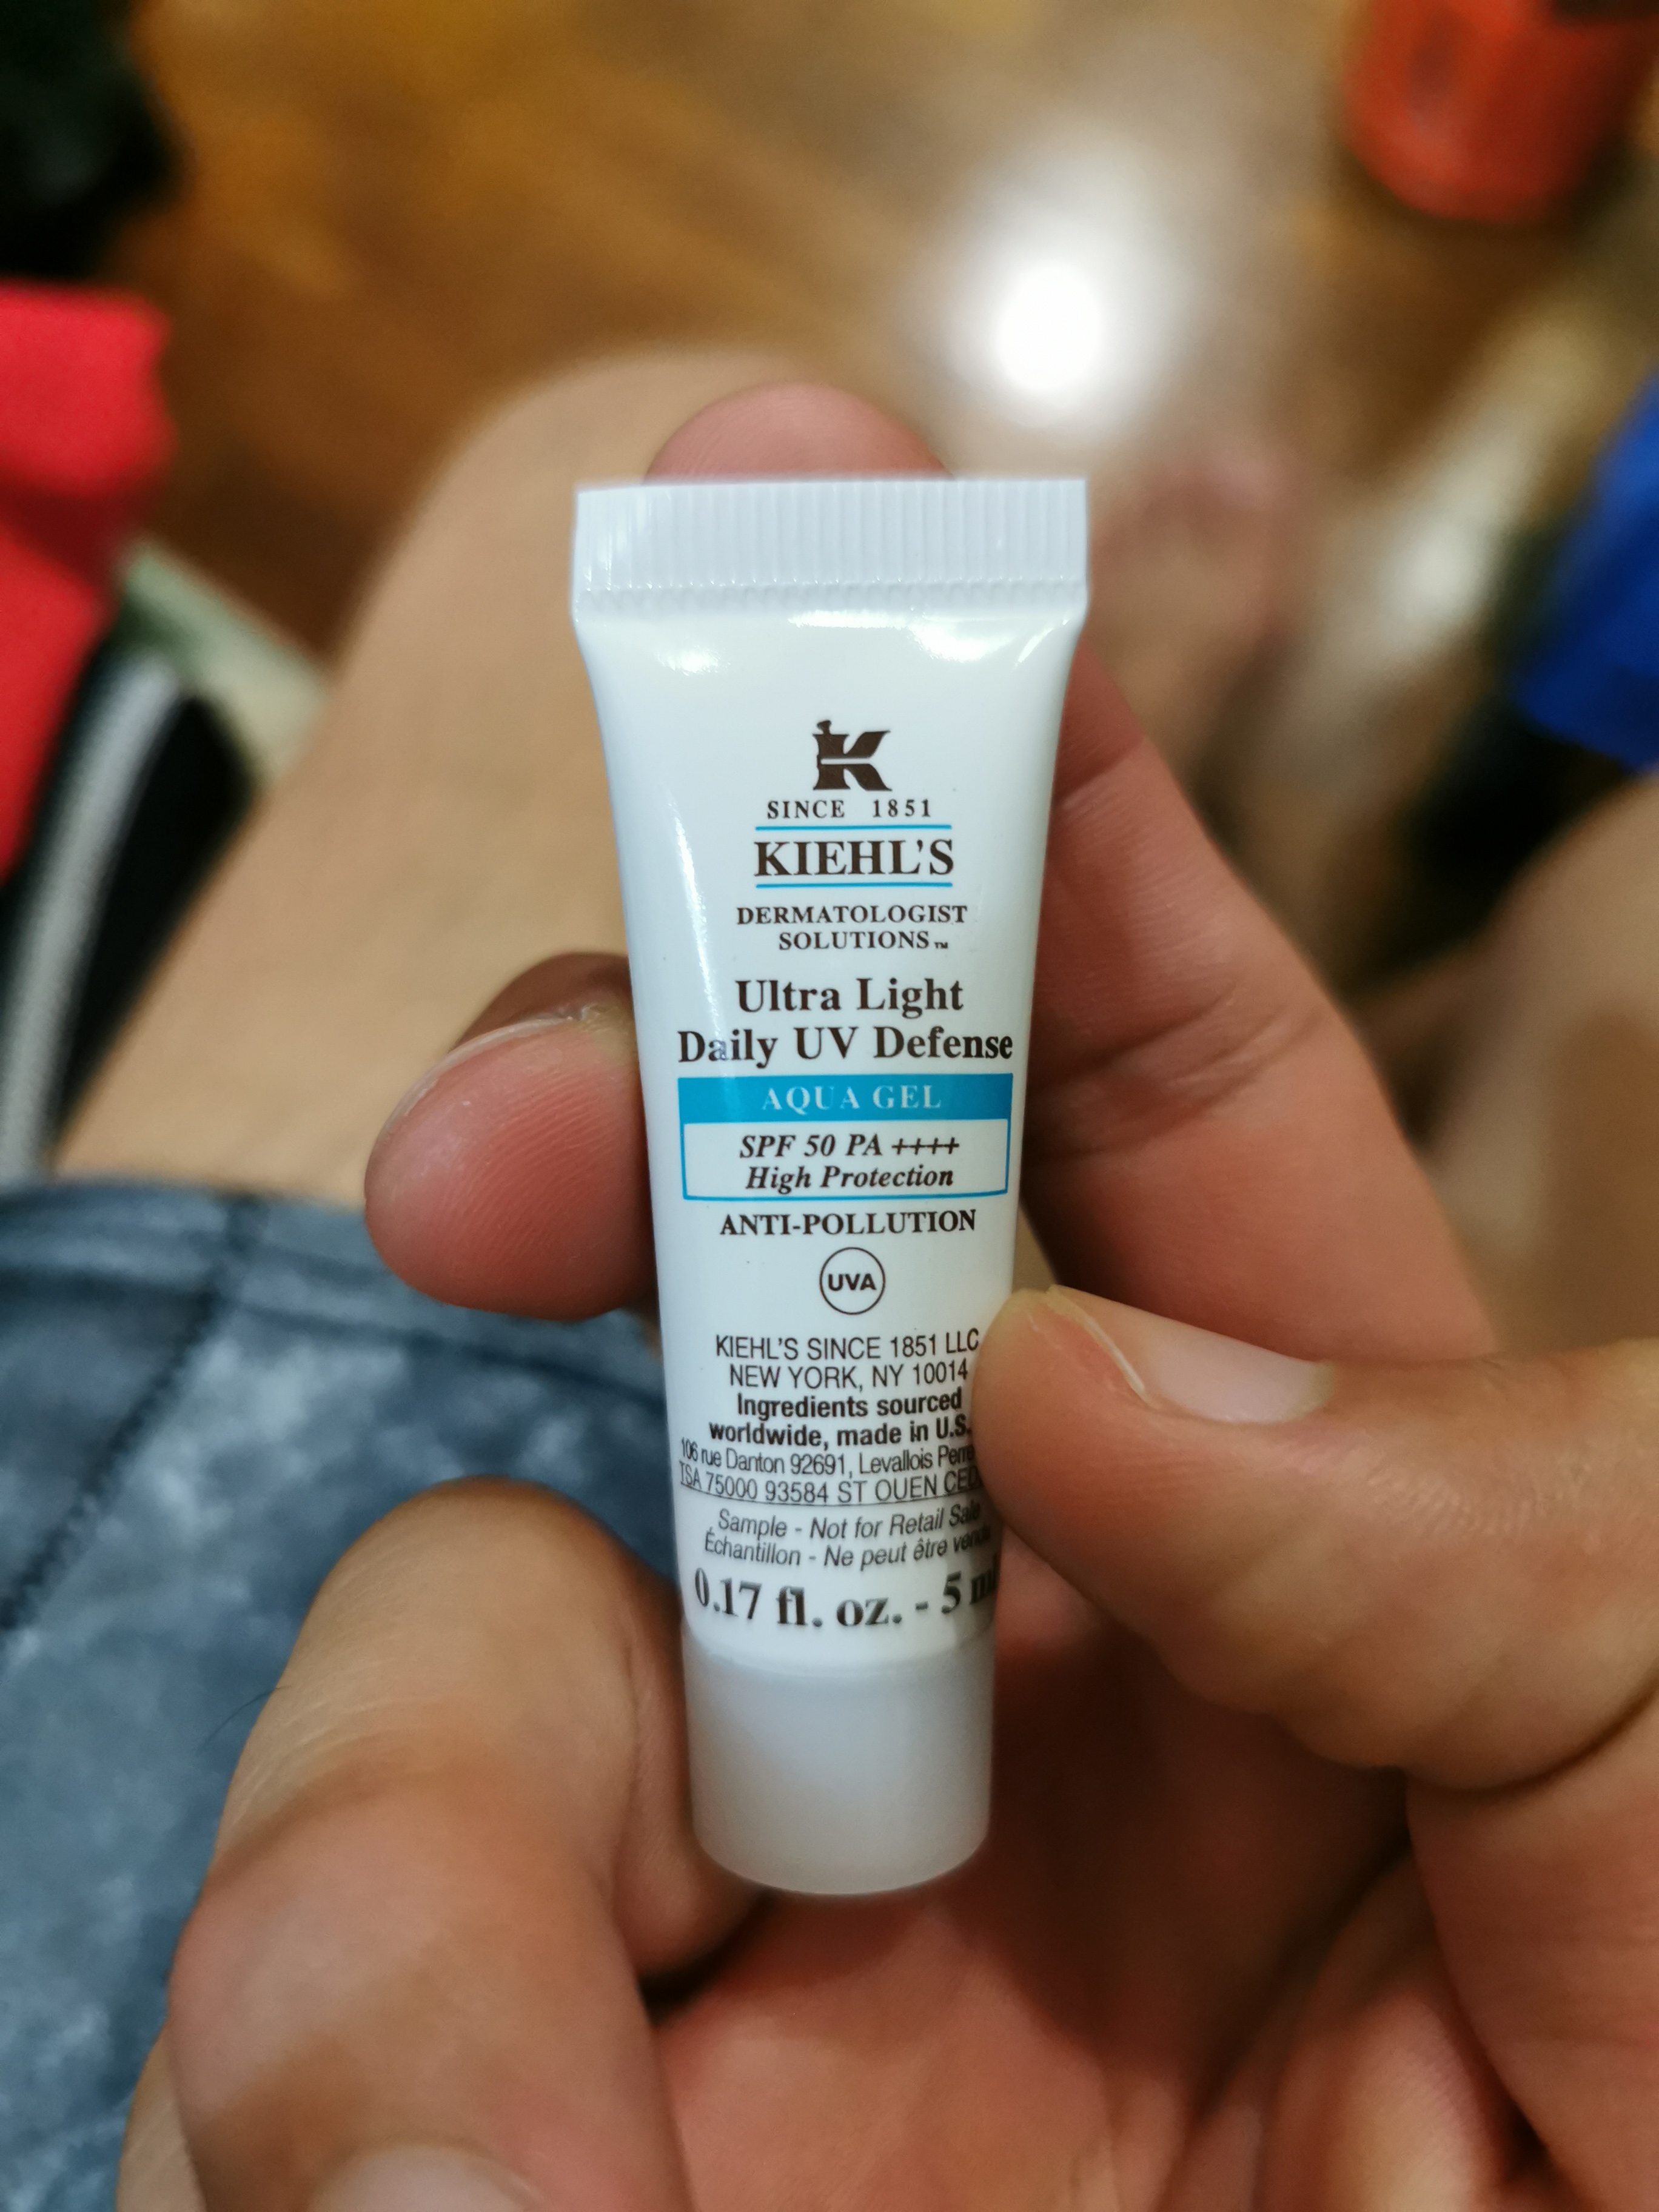 K
SINCE 1851
KIEHL'S
DERMATOLOGIST
SOLUTIONS™
Ultra Light
Daily UV Defense
AQUA GEL
SPF 50 PA ++++
High Protection
ANTI-POLLUTION
UVA
KIEHL'S SINCE 1851 LLC
NEW YORK, NY 10014
Ingredients sourced
worldwide, made in U.S.
106 rue Danton 92691, Levallois
TSA 75000 93584 ST OUEN
Sample - Not for Retail Sale
Échantillon - Ne peut être
0.17 fl. oz. - 5 ml